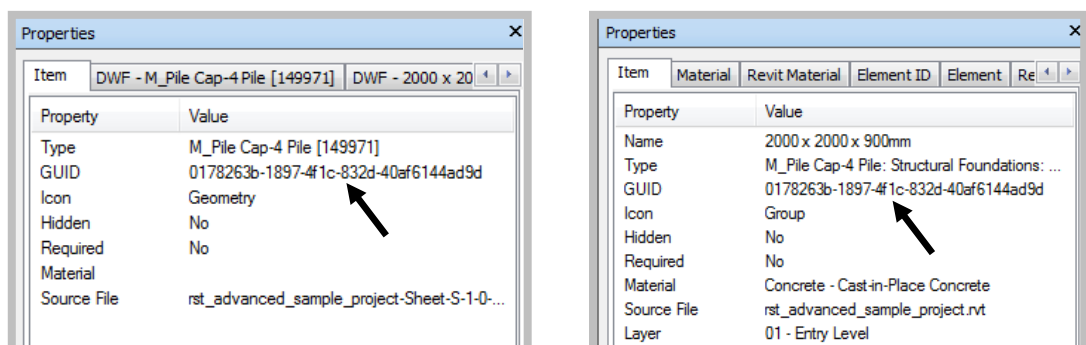 Properties
Item DWF - M_Pile Cap-4 Pile [149971] DWF - 2000 x 20
Property Value
Type M_Pile Cap-4 Pile [149971]
GUID 0178263b-1897-4f1c-832d-40af6144ad9d
Icon Geometry
Hidden No
Required No
Material
Source File rst_advanced_sample_project-Sheet-S-1-0-...
Properties
Item Material Revit Material Element ID Element Re
Property Value
Name 2000 x 2000 x 900mm
Type M_Pile Cap-4 Pile: Structural Foundations: ...
GUID 0178263b-1897-4f1c-832d-40af6144ad9d
Icon Group
Hidden No
Required No
Material Concrete - Cast-in-Place Concrete
Source File rst_advanced_sample_project.rvt
Layer 01 - Entry Level